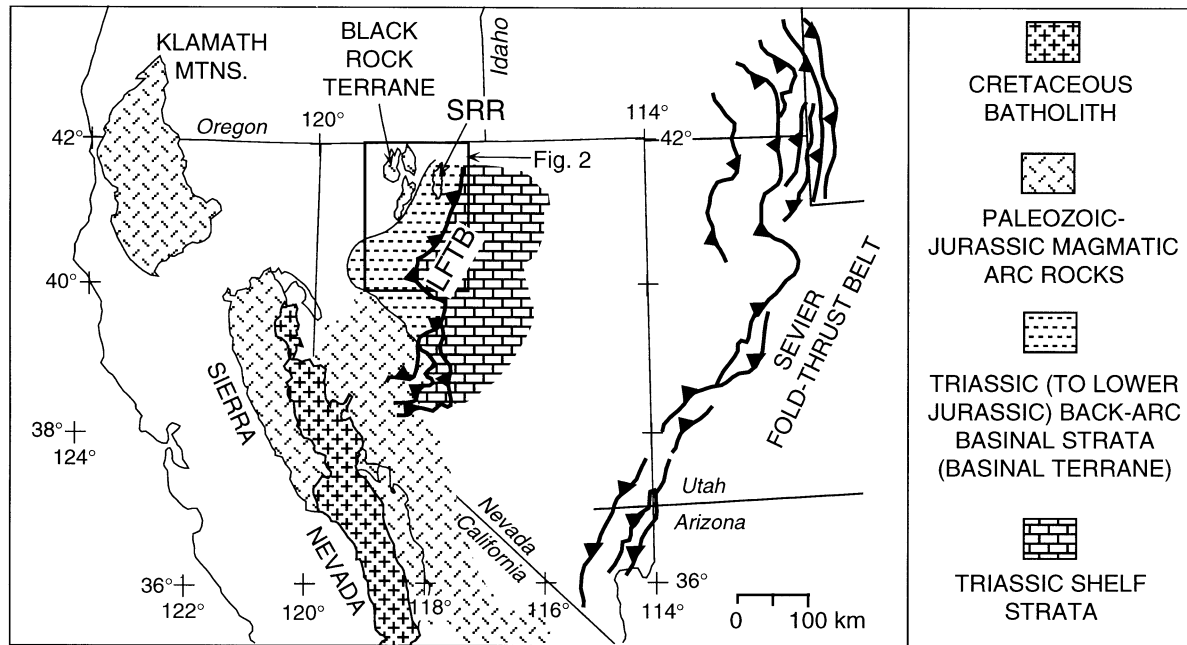 KLAMATH
MTNS.
BLACK
ROCK
TERRANE
SRR
Idaho
Oregon
120°
114°
42°
42°
Fig. 2
LFTB
40°
SIERRA
NEVADA
38°
124°
SEVIER
FOLD-THRUST BELT
Utah
Arizona
Nevada
California
36°
122°
120°
118°
116°
114°
36°
0 100 km
CRETACEOUS
BATHOLITH
PALEOZOIC-
JURASSIC MAGMATIC
ARC ROCKS
TRIASSIC (TO LOWER
JURASSIC) BACK-ARC
BASINAL STRATA
(BASINAL TERRANE)
TRIASSIC SHELF
STRATA